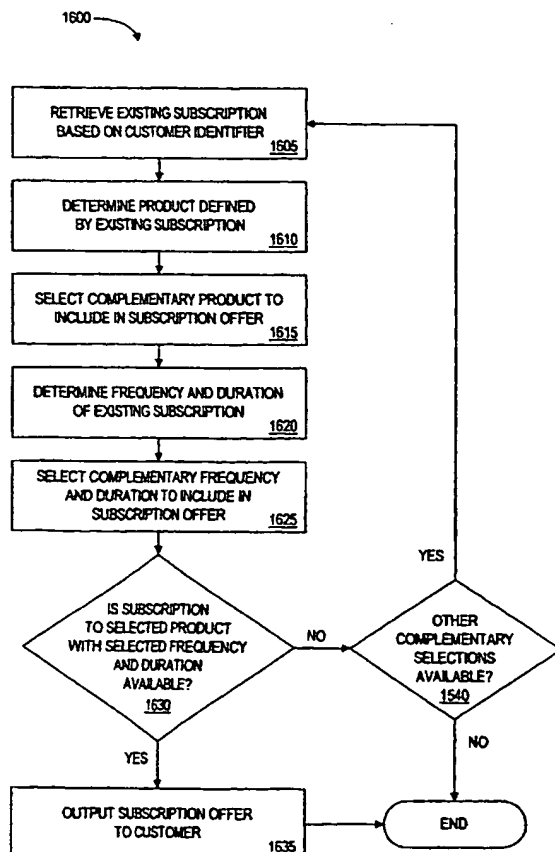 1600
RETRIEVE EXISTING SUBSCRIPTION
BASED ON CUSTOMER IDENTIFIER
1605
DETERMINE PRODUCT DEFINED
BY EXISTING SUBSCRIPTION
1610
SELECT COMPLEMENTARY PRODUCT TO
INCLUDE IN SUBSCRIPTION OFFER
1615
DETERMINE FREQUENCY AND DURATION
OF EXISTING SUBSCRIPTION
1620
SELECT COMPLEMENTARY FREQUENCY
AND DURATION TO INCLUDE IN
SUBSCRIPTION OFFER
1625
IS SUBSCRIPTION
TO SELECTED PRODUCT
WITH SELECTED FREQUENCY
AND DURATION
AVAILABLE?
1630
NO
YES
OTHER
COMPLEMENTARY
SELECTIONS
AVAILABLE?
1540
YES
NO
OUTPUT SUBSCRIPTION OFFER
TO CUSTOMER
1635
END